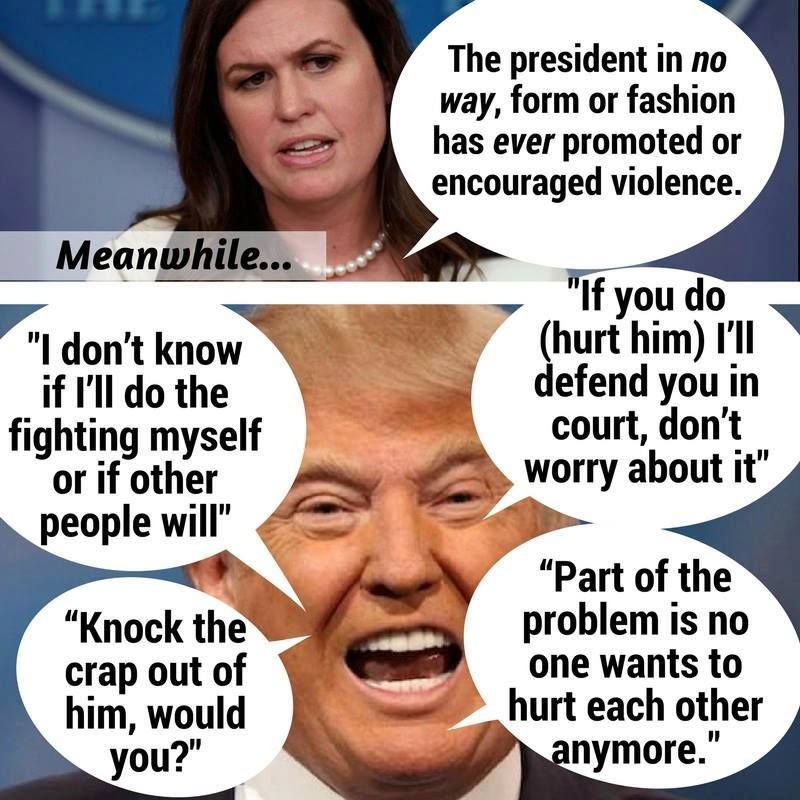 The president in no
way, form or fashion
has ever promoted or
encouraged violence.
Meanwhile...
"I don't know
if I'll do the
fighting myself
or if other
people will"
"If you do
(hurt him) I'll
defend you in
court, don't
worry about it"
“Knock the
crap out of
him, would
you?”
“Part of the
problem is no
one wants to
hurt each other
anymore.”